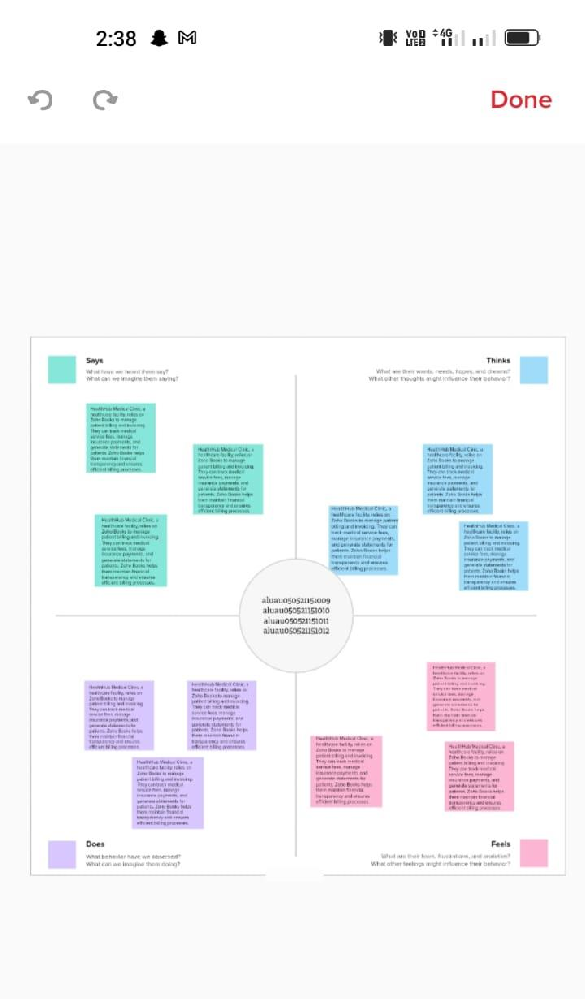 2:38
Vo LTE 2 4G
Done
Says
What have we heard them say?
What can we imagine them saying?
Thinks
What are their wants, needs, hopes, and dreams?
What other thoughts might influence their behavior?
HealthHub Medical Clinic, a
healthcare facility, relies on
Zoho Books to manage
patient billing and invoicing.
They can track medical
service fees, manage
insurance payments, and
generate statements for
patients. Zoho Books helps
them maintain financial
transparency and ensures
efficient billing processes.
HealthHub Medical Clinic, a
healthcare facility, relies on
Zoho Books to manage
patient billing and invoicing.
They can track medical
service fees, manage
insurance payments, and
generate statements for
patients. Zoho Books helps
them maintain financial
transparency and ensures
efficient billing processes.
HealthHub Medical Clinic, a
healthcare facility, relies on
Zoho Books to manage
patient billing and invoicing.
They can track medical
service fees, manage
insurance payments, and
generate statements for
patients. Zoho Books helps
them maintain financial
transparency and ensures
efficient billing processes.
HealthHub Medical Clinic, a
healthcare facility, relies on
Zoho Books to manage
patient billing and invoicing.
They can track medical
service fees, manage
insurance payments, and
generate statements for
patients. Zoho Books helps
them maintain financial
transparency and ensures
efficient billing processes.
HealthHub Medical Clinic, a
healthcare facility, relies on
Zoho Books to manage patient
billing and invoicing. They can
track medical service fees,
manage insurance payments,
and generate statements for
patients. Zoho Books helps
them maintain financial
transparency and ensures
efficient billing processes.
HealthHub Medical Clinic, a
healthcare facility, relies on
Zoho Books to manage
patient billing and invoicing.
They can track medical
service fees, manage
insurance payments, and
generate statements for
patients. Zoho Books helps
them maintain financial
transparency and ensures
efficient billing processes.
aluau050521151009
aluau050521151010
aluau050521151011
aluau050521151012
HealthHub Medical Clinic, a
healthcare facility, relies on
Zoho Books to manage
patient billing and invoicing.
They can track medical
service fees, manage
insurance payments, and
generate statements for
patients. Zoho Books helps
them maintain financial
transparency and ensures
efficient billing processes.
HealthHub Medical Clinic, a
healthcare facility, relies on
Zoho Books to manage
patient billing and invoicing.
They can track medical
service fees, manage
insurance payments, and
generate statements for
patients. Zoho Books helps
them maintain financial
transparency and ensures
efficient billing processes.
HealthHub Medical Clinic, a
healthcare facility, relies on
Zoho Books to manage
patient billing and invoicing.
They can track medical
service fees, manage
insurance payments, and
generate statements for
patients. Zoho Books helps
them maintain financial
transparency and ensures
efficient billing processes.
HealthHub Medical Clinic, a
healthcare facility, relies on
Zoho Books to manage
patient billing and invoicing.
They can track medical
service fees, manage
insurance payments, and
generate statements for
patients. Zoho Books helps
them maintain financial
transparency and ensures
efficient billing processes.
HealthHub Medical Clinic, a
healthcare facility, relies on
Zoho Books to manage
patient billing and invoicing.
They can track medical
service fees, manage
insurance payments, and
generate statements for
patients. Zoho Books helps
them maintain financial
transparency and ensures
efficient billing processes.
HealthHub Medical Clinic, a
healthcare facility, relies on
Zoho Books to manage
patient billing and invoicing.
They can track medical
service fees, manage
insurance payments, and
generate statements for
patients. Zoho Books helps
them maintain financial
transparency and ensures
efficient billing processes.
Does
What behavior have we observed?
What can we imagine them doing?
Feels
What are their fears, frustrations, and anxieties?
What other feelings might influence their behavior?